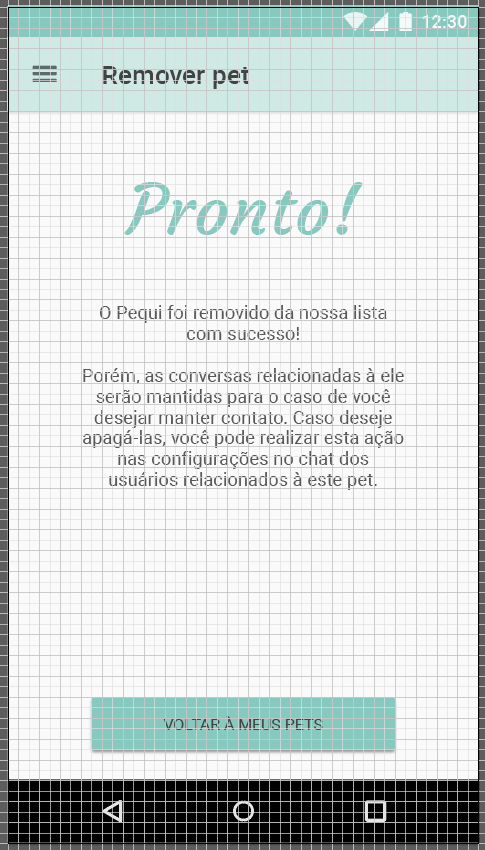 12:30
Remover pet
Pronto!
O Pequi foi removido da nossa lista
com sucesso!
Porém, as conversas relacionadas à ele
serão mantidas para o caso de você
desejar manter contato. Caso deseje
apagá-las, você pode realizar esta ação
nas configurações no chat dos
usuários relacionados à este pet.
VOLTAR À MEUS PETS